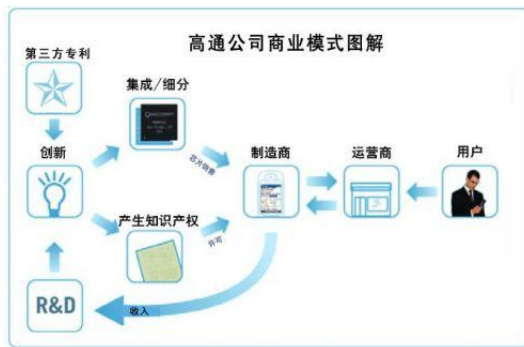 高通公司商业模式图解
第三方专利
集成/细分
创新
芯片销售
制造商
运营商
用户
产生知识产权
许可
R&D
收入